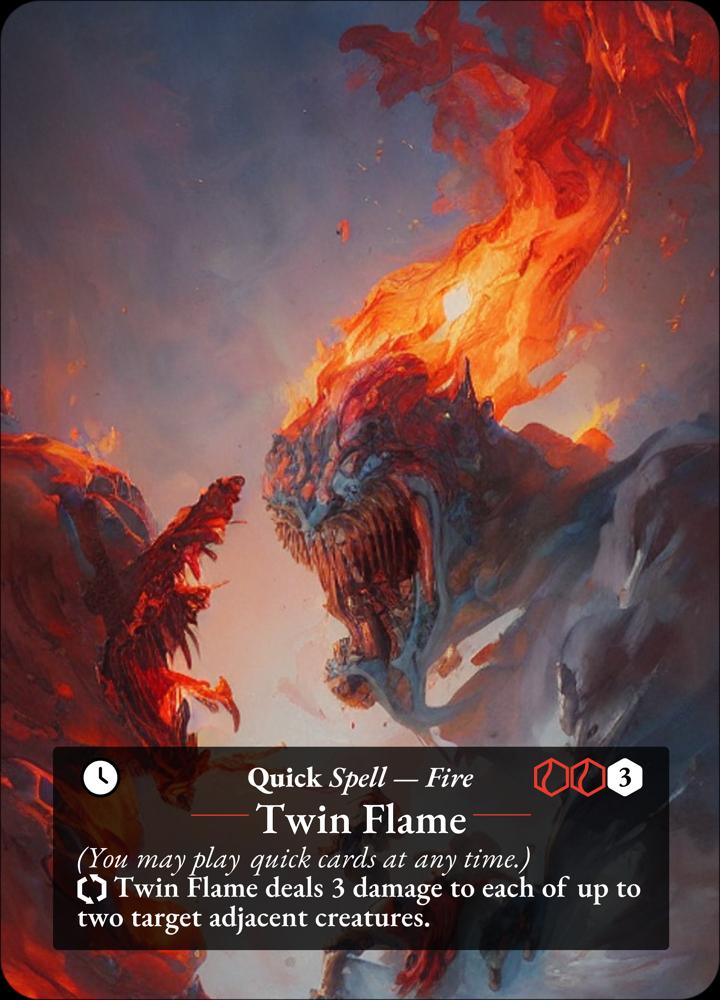 Quick Spell — Fire 3
Twin Flame
(You may play quick cards at any time.)
Twin Flame deals 3 damage to each of up to
two target adjacent creatures.